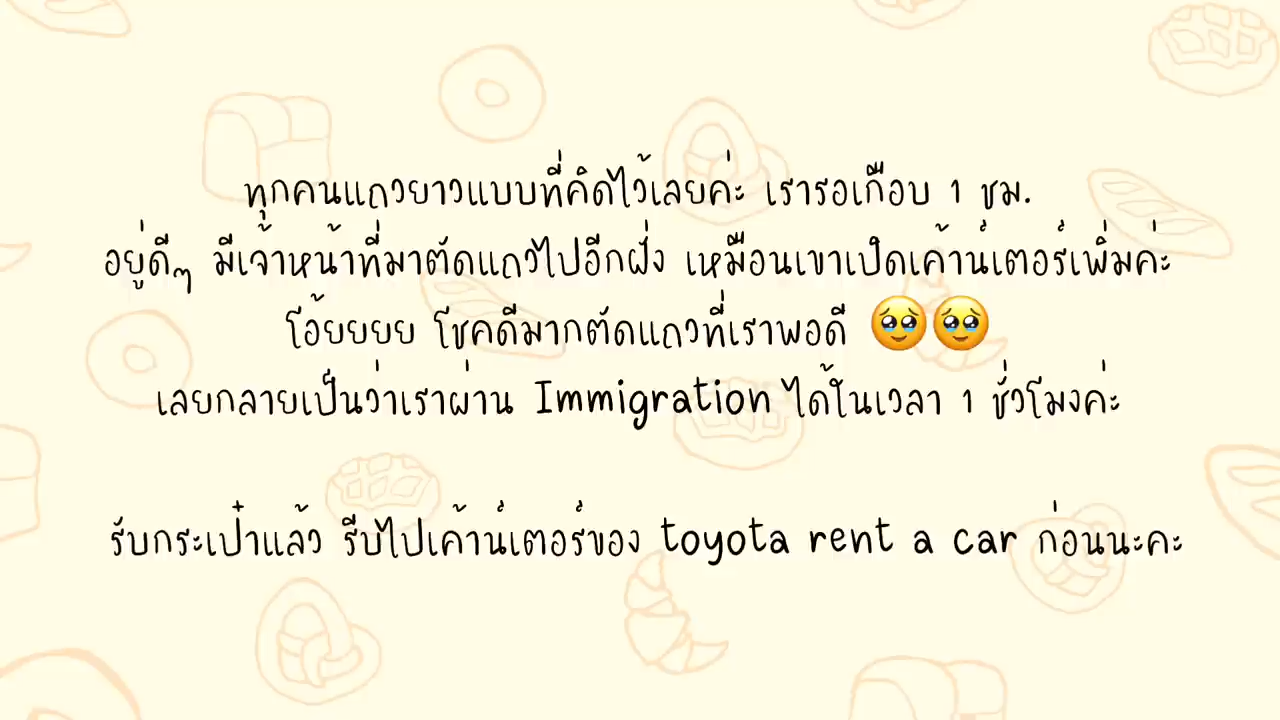 ทุกคนแถวยาวแบบที่คิดไว้เลยค่ะ เรารอเกือบ 1 ชม.
อยู่ดีๆ มีเจ้าหน้าที่มาตัดแถวไปอีกฝั่ง เหมือนเขาเปิดเค้าน์เตอร์เพิ่มค่ะ
โอ้ยยยย โชคดีมากตัดแถวที่เราพอดี 🥹🥹
เลยกลายเป็นว่าเราผ่าน Immigration ได้ในเวลา 1 ชั่วโมงค่ะ
รับกระเป๋าแล้ว รีบไปเค้าน์เตอร์ของ toyota rent a car ก่อนนะคะ